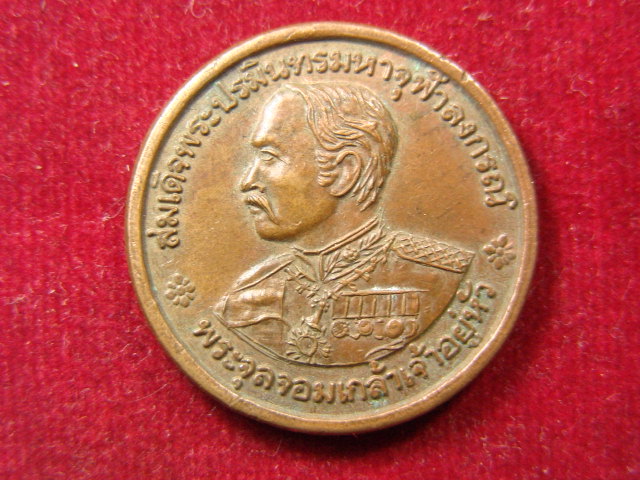 สมเด็จพระปรมินทรมหาจุฬาลงกรณ์
พระจุลจอมเกล้าเจ้าอยู่หัว